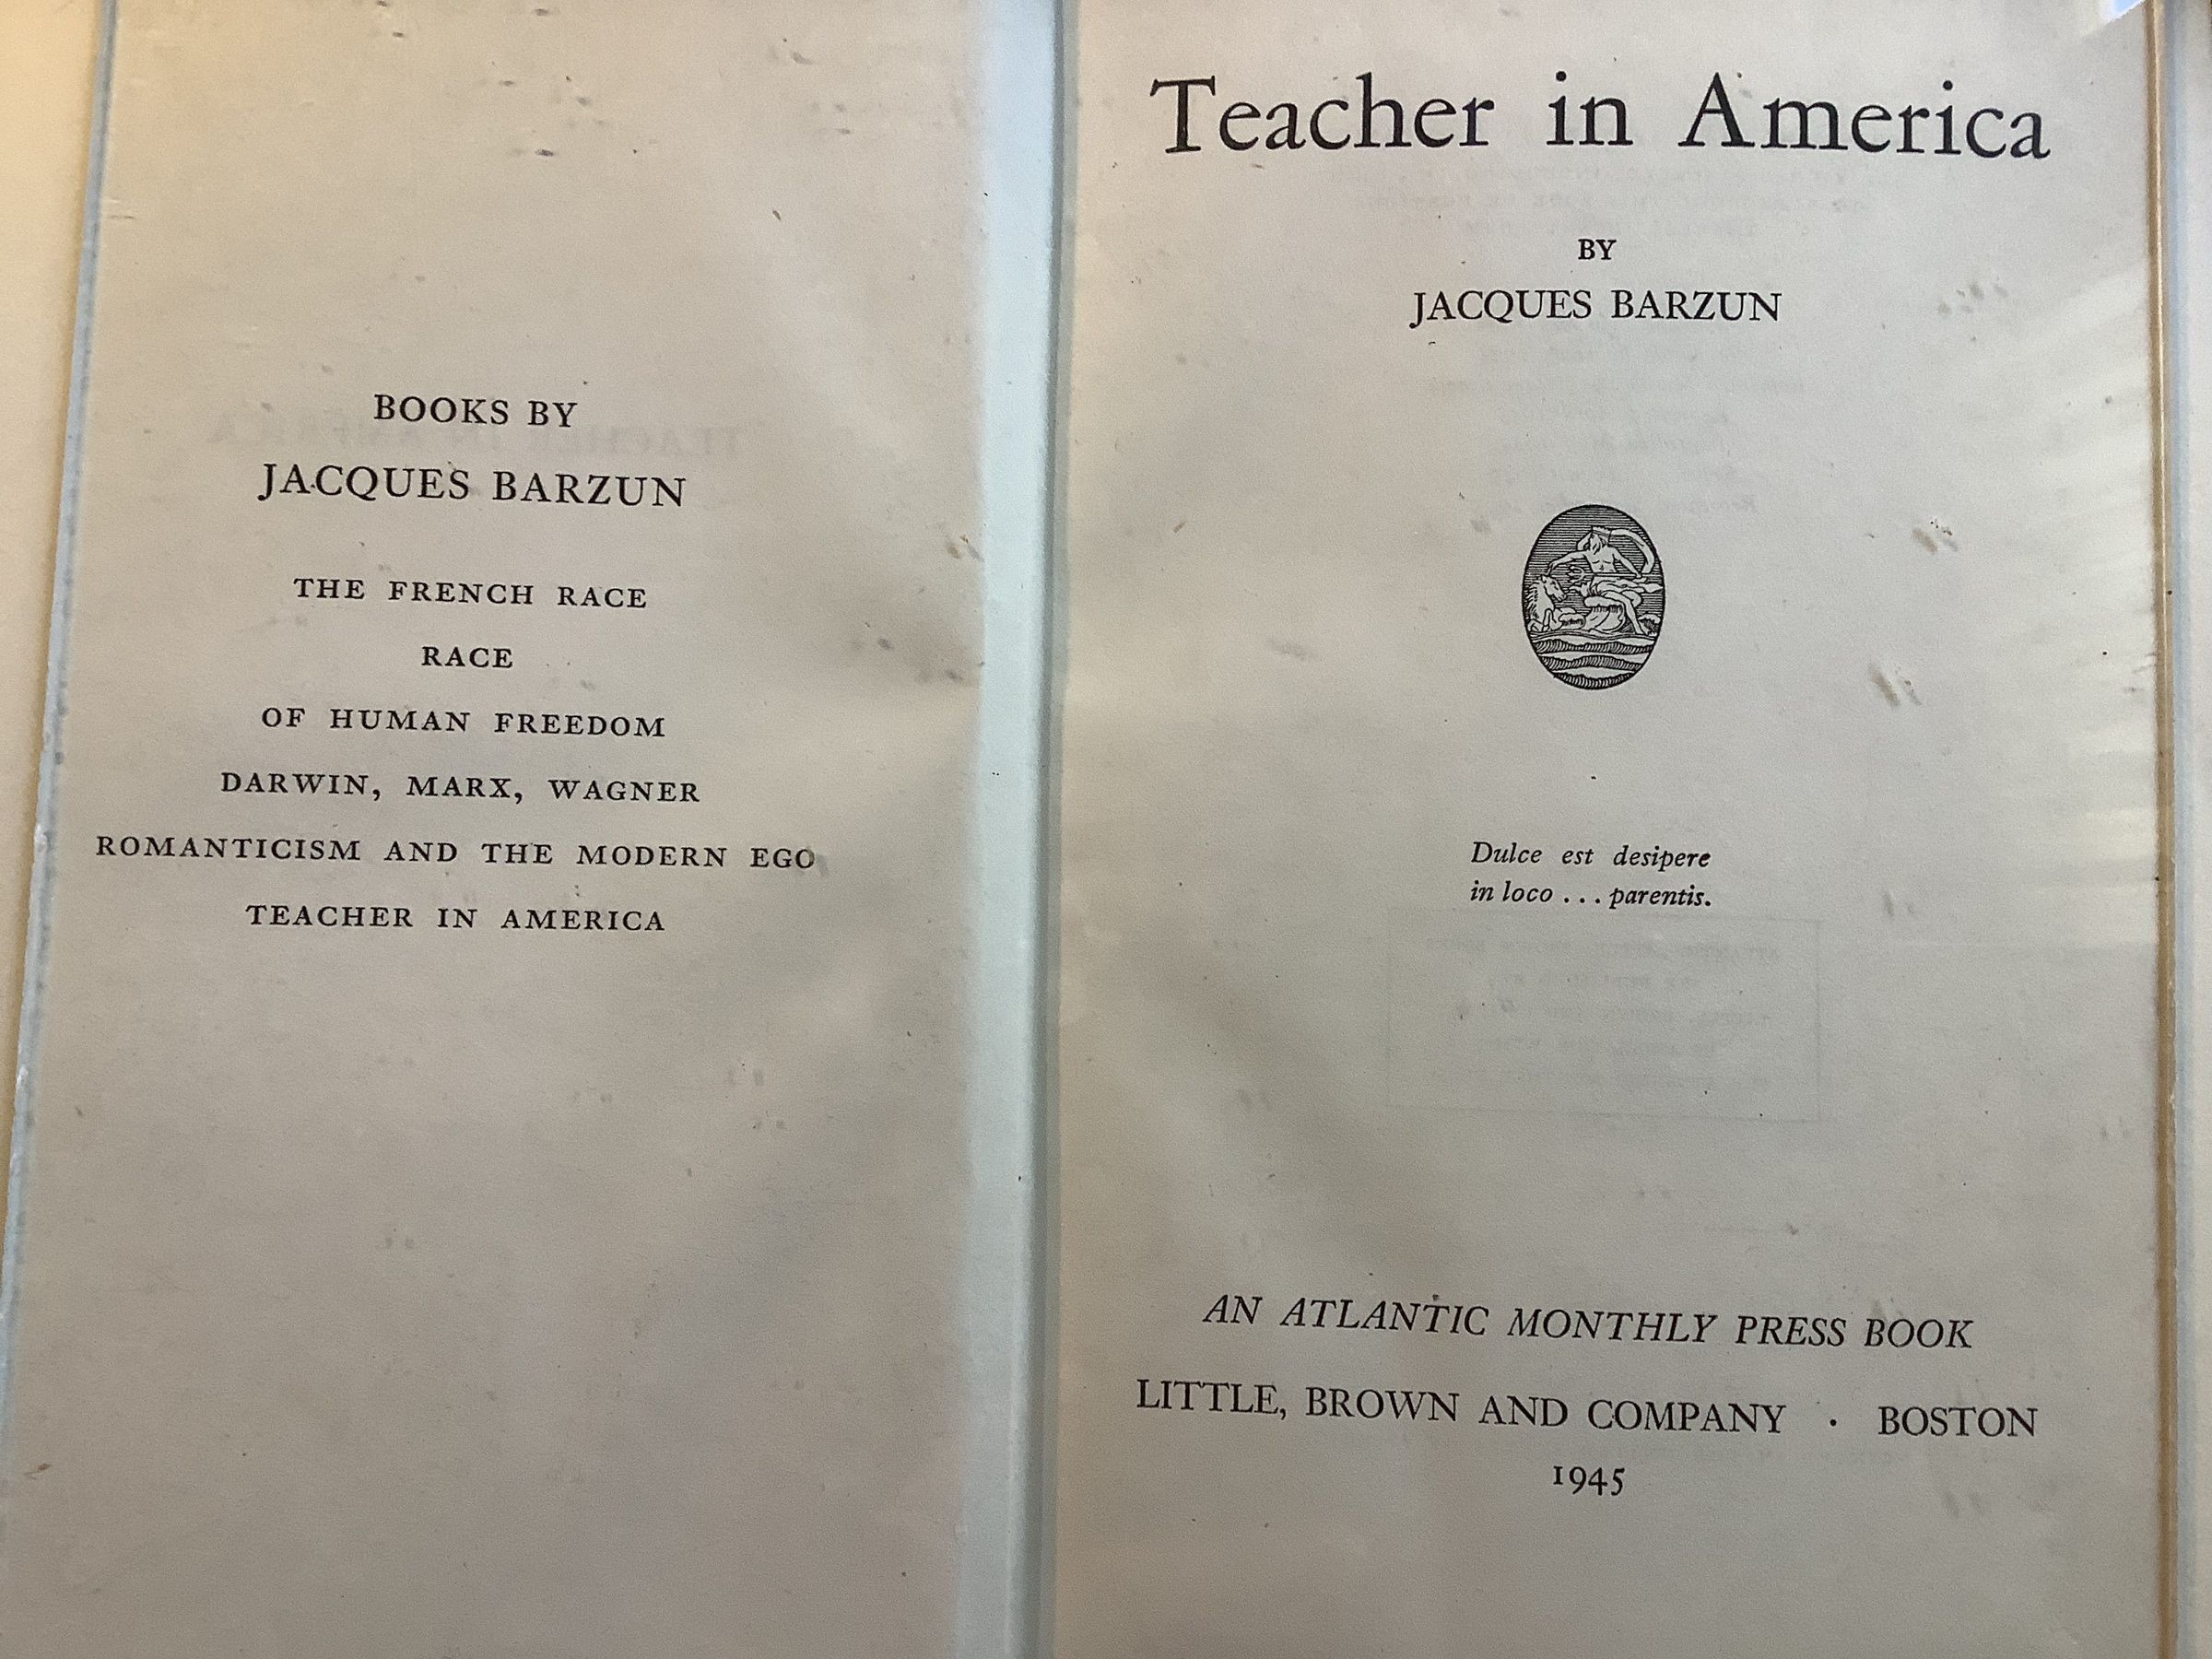 BOOKS BY
JACQUES BARZUN
THE FRENCH RACE
RACE
OF HUMAN FREEDOM
DARWIN, MARX, WAGNER
ROMANTICISM AND THE MODERN EGO
TEACHER IN AMERICA
Teacher in America
BY
JACQUES BARZUN
Dulce est desipere
in loco . . . parentis.
AN ATLANTIC MONTHLY PRESS BOOK
LITTLE, BROWN AND COMPANY · BOSTON
1945